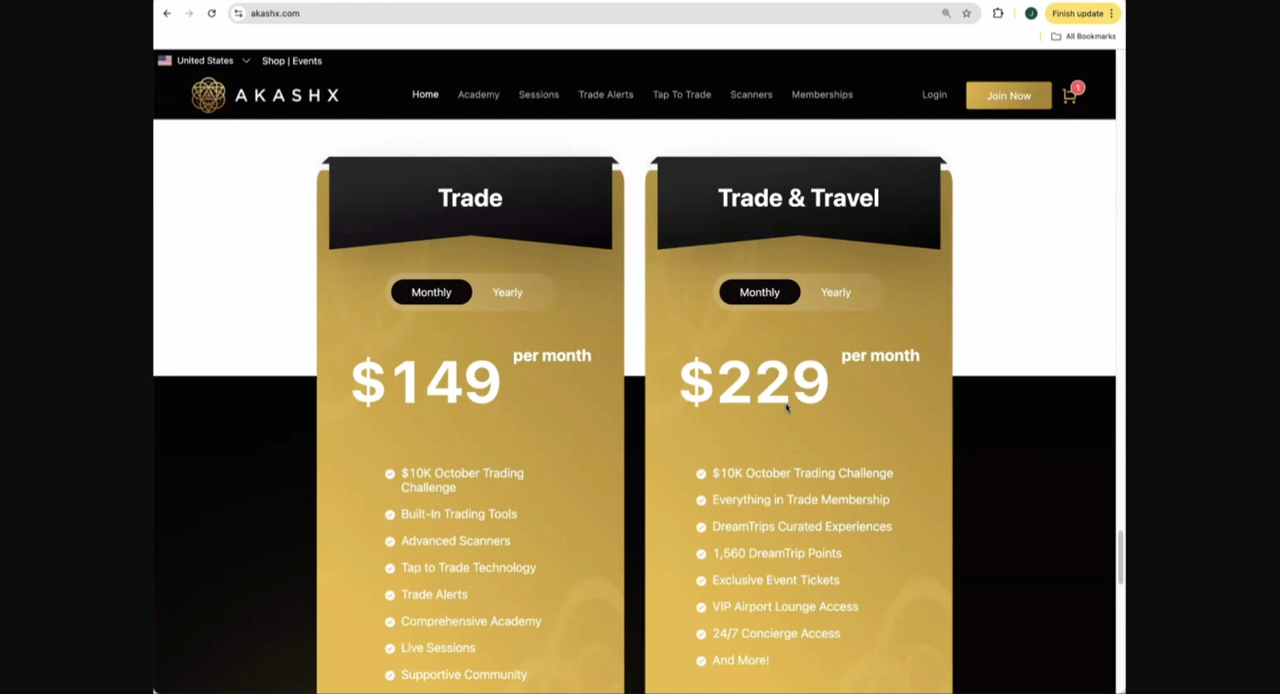 akashx.com
Finish update
All Bookmarks
United States
Shop | Events
AKASHX
Home
Academy
Sessions
Trade Alerts
Tap To Trade
Scanners
Memberships
Login
Join Now
1
Trade
Monthly
Yearly
$149
per month
$10K October Trading
Challenge
Built-In Trading Tools
Advanced Scanners
Tap to Trade Technology
Trade Alerts
Comprehensive Academy
Live Sessions
Supportive Community
Trade & Travel
Monthly
Yearly
$229
per month
$10K October Trading Challenge
Everything in Trade Membership
DreamTrips Curated Experiences
1,560 DreamTrip Points
Exclusive Event Tickets
VIP Airport Lounge Access
24/7 Concierge Access
And More!